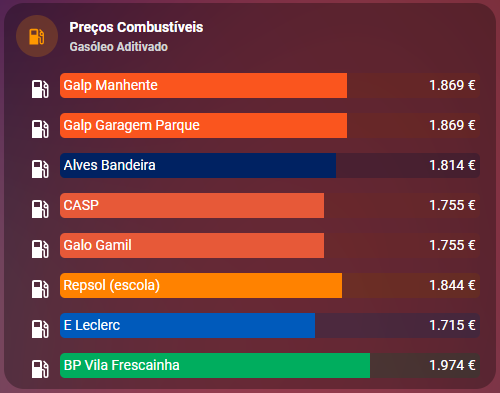 Preços Combustíveis
Gasóleo Aditivado
Galp Manhente 1.869 €
Galp Garagem Parque 1.869 €
Alves Bandeira 1.814 €
CASP 1.755 €
Galo Gamil 1.755 €
Repsol (escola) 1.844 €
E Leclerc 1.715 €
BP Vila Frescainha 1.974 €